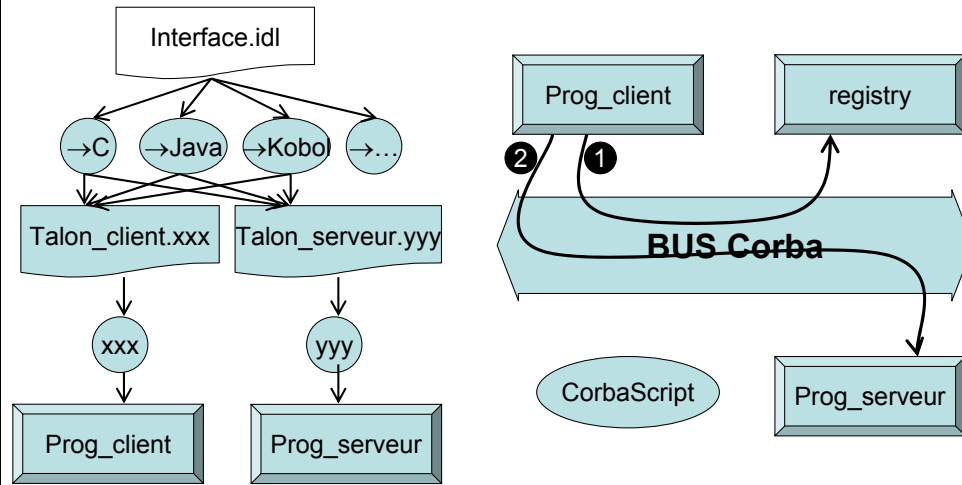 Interface.idl
→C
→Java
→Kobol
→…
Talon_client.xxx
Talon_serveur.yyy
xxx
yyy
Prog_client
Prog_serveur
Prog_client
registry
2
1
BUS Corba
CorbaScript
Prog_serveur